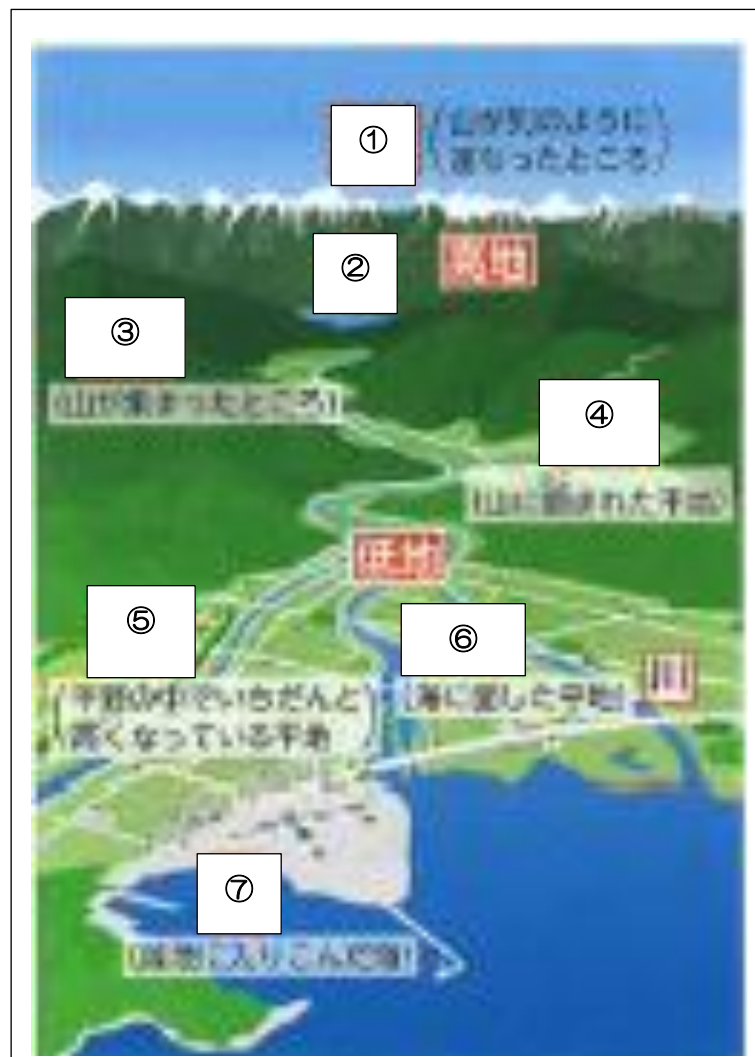 ①
(山が列のように
連なったところ)
②
高地
③
(山が集まったところ)
④
(山に囲まれた平地)
低地
⑤
⑥
川
(平野の中でいちだんと
高くなっている平地)
(海に面した平地)
⑦
(陸地に入りこんだ海)